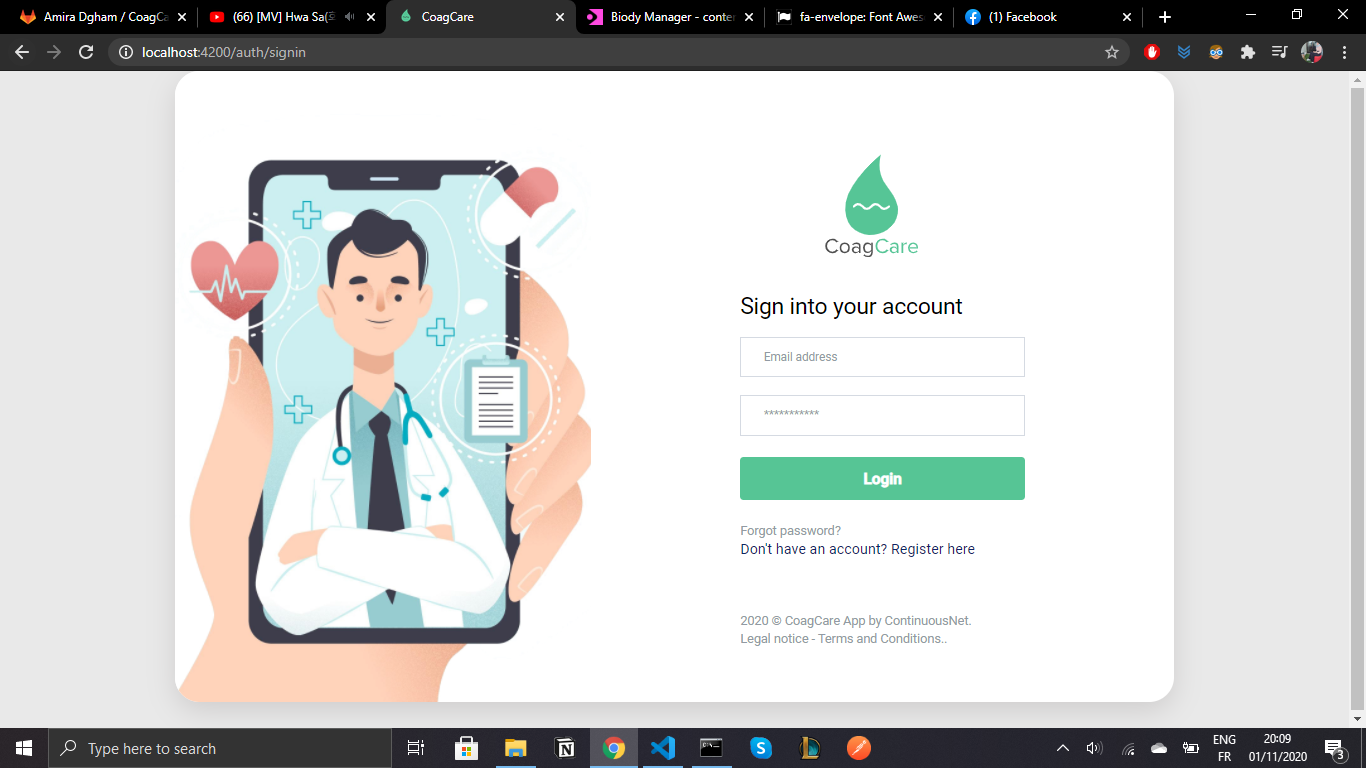 Amira Dgham / CoagCa
(66) [MV] Hwa Sa(화
CoagCare
Biody Manager - conten
fa-envelope: Font Awes
(1) Facebook
localhost:4200/auth/signin
CoagCare
Sign into your account
Email address
***********
Login
Forgot password?
Don't have an account? Register here
2020 © CoagCare App by ContinuousNet.
Legal notice - Terms and Conditions..
Type here to search
ENG
FR
20:09
01/11/2020
3